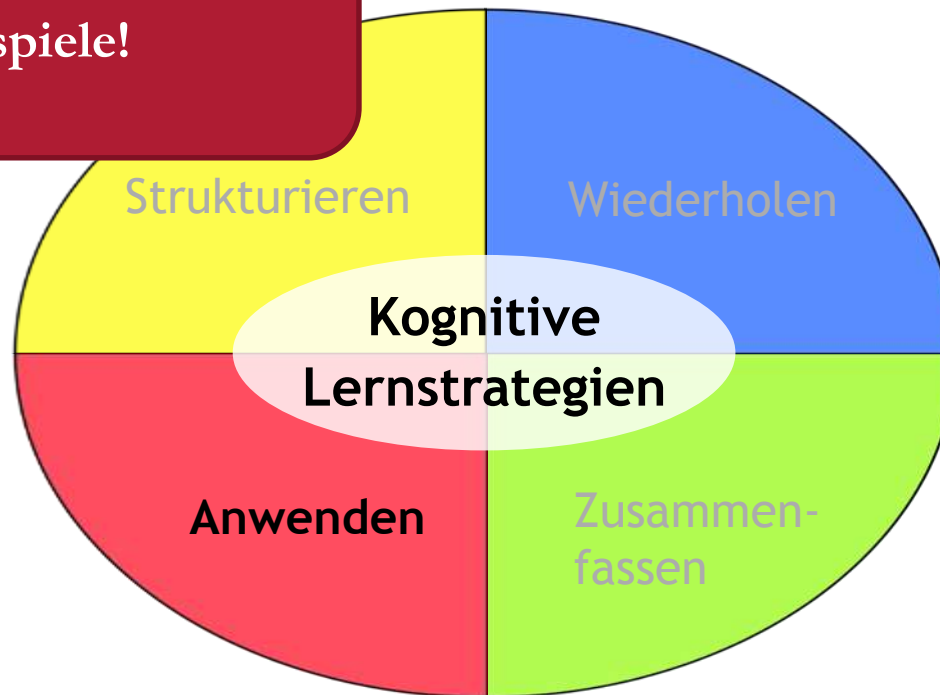 spiele!
Strukturieren
Wiederholen
Kognitive
Lernstrategien
Anwenden
Zusammen-
fassen